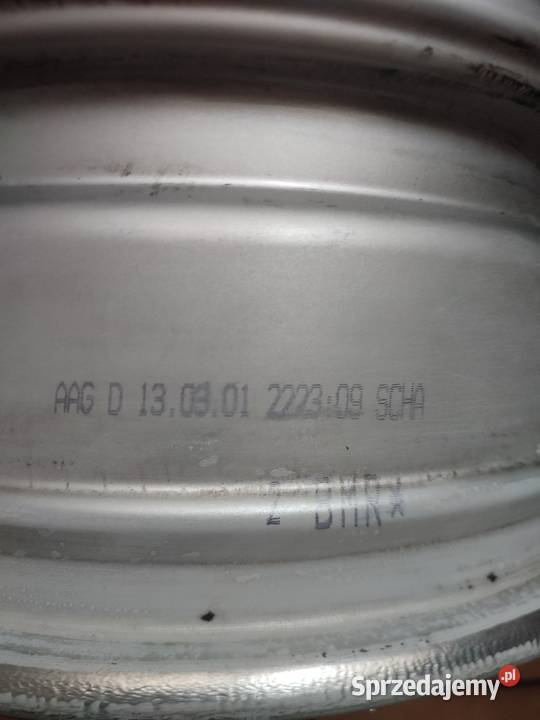 AAG D 13.03.01 2223:09 SCHA
2 BMR*
Sprzedajemy.pl